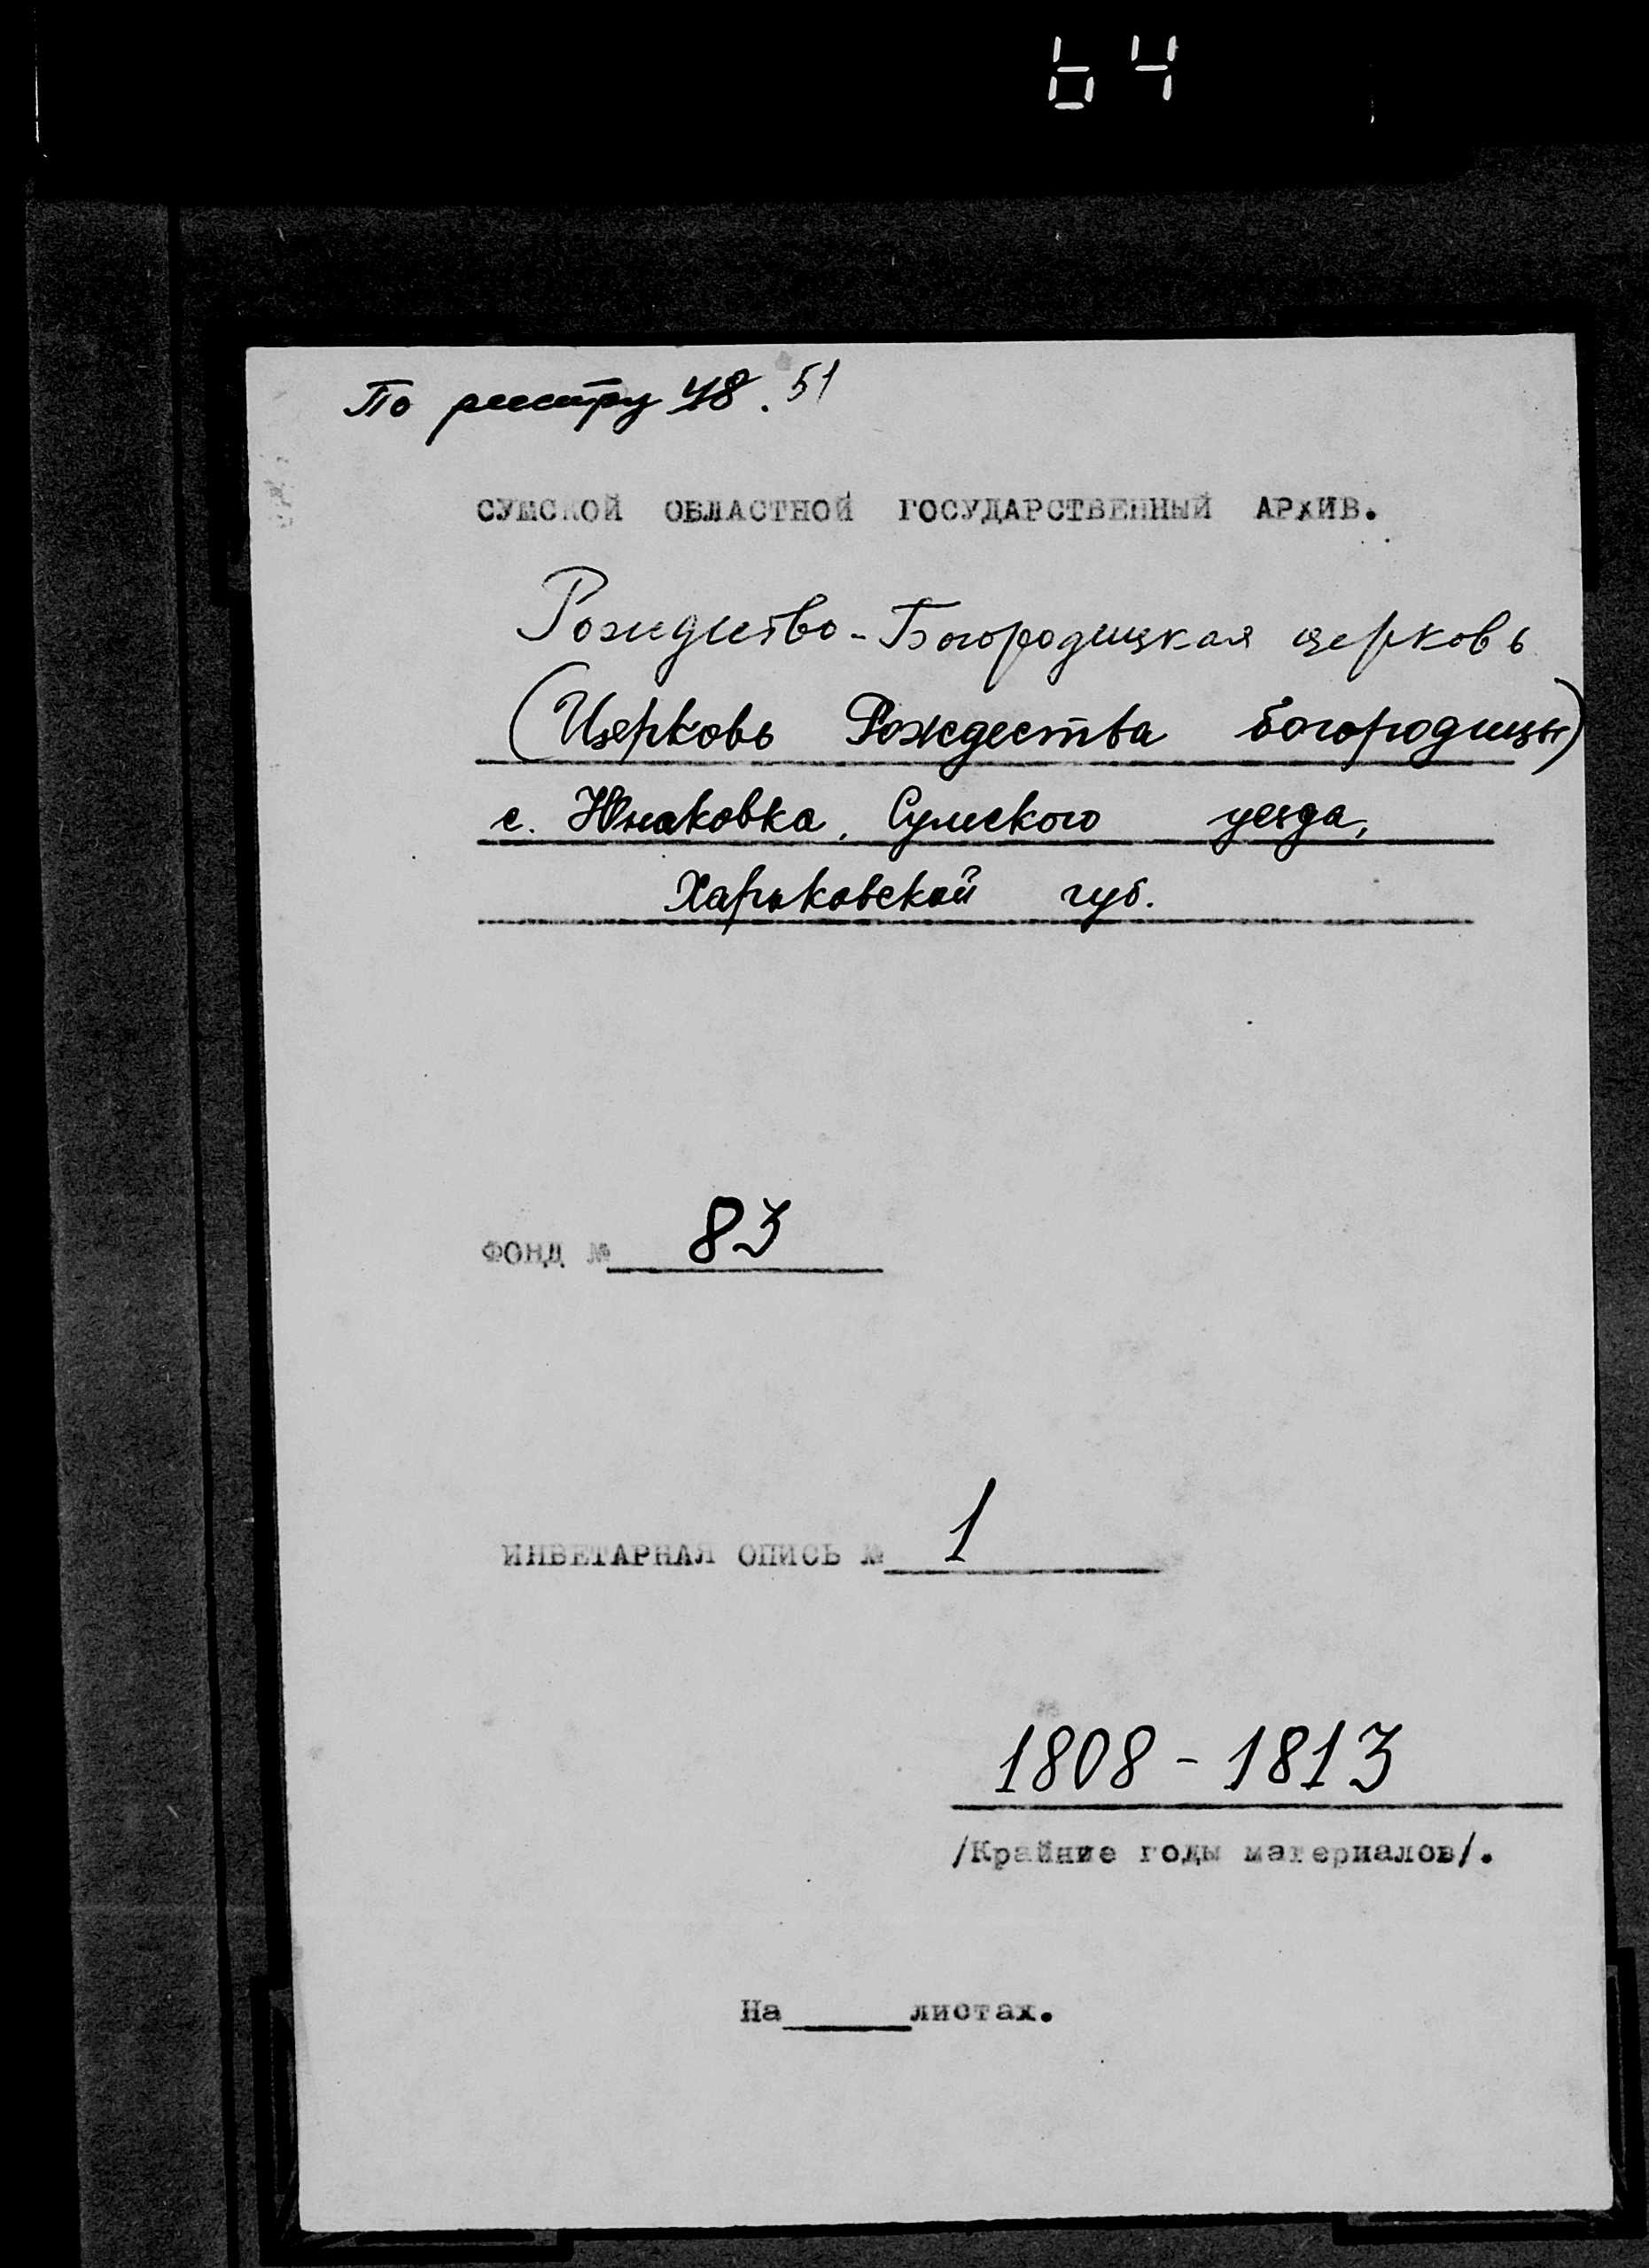 64
По реестру 48. 51
СУМСКОЙ ОБЛАСТНОЙ ГОСУДАРСТВЕННЫЙ АРХИВ.
Рождество-Богородицкая церковь
(Церковь Рождества богородицы)
с. Юнаковка, Сумского уезда,
Харьковской губ.
ФОНД № 83
ИНВЕТАРНАЯ ОПИСЬ № 1
1808 - 1813
/Крайние годы материалов/.
На листах.